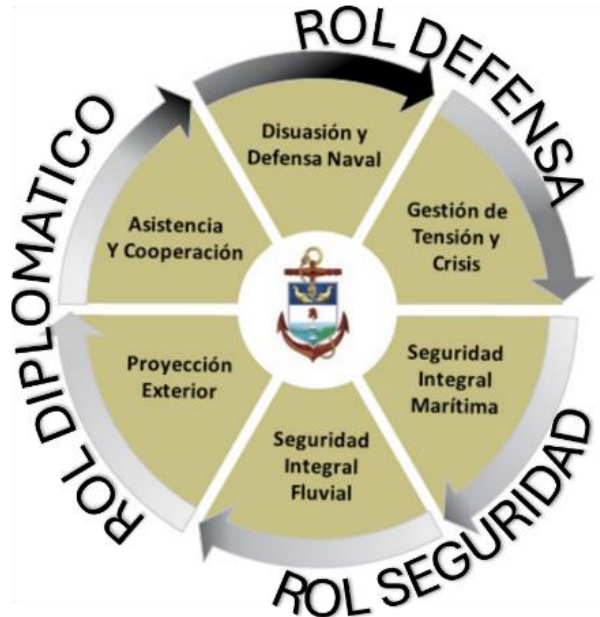 ROL DEFENSA
Disuasión y
Defensa Naval
Gestión de
Tensión y
Crisis
Seguridad
Integral
Marítima
ROL SEGURIDAD
Seguridad
Integral
Fluvial
Proyección
Exterior
ROL DIPLOMATICO
Asistencia
Y Cooperación